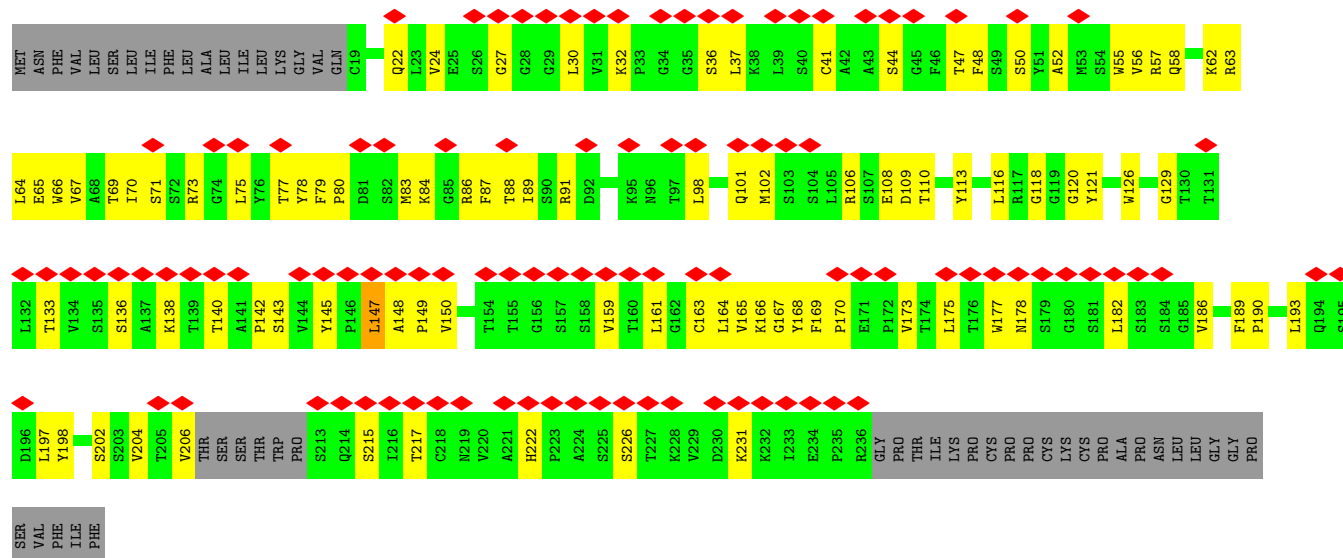 MET ASN PHE VAL LEU SER LEU ILE PHE LEU ALA LEU ILE LEU LYS GLY VAL GLN C19 Q22 L23 V24 E25 S26 G27 G28 G29 L30 V31 K32 P33 G34 G35 S36 L37 K38 L39 S40 C41 A42 A43 S44 G45 F46 T47 F48 S49 S50 Y51 A52 M53 S54 W55 V56 R57 Q58 K62 R63
L64 E65 W66 V67 A68 T69 I70 S71 S72 R73 G74 L75 Y76 T77 Y78 F79 P80 D81 S82 M83 K84 G85 R86 F87 T88 I89 S90 R91 D92 K95 N96 T97 L98 Q101 M102 S103 S104 L105 R106 S107 E108 D109 T110 Y113 L116 R117 G118 G119 G120 Y121 W126 G129 T130 T131
L132 T133 V134 S135 S136 A137 K138 T139 T140 A141 P142 S143 V144 Y145 P146 L147 A148 P149 V150 T154 T155 G156 S157 S158 V159 T160 L161 G162 C163 L164 V165 K166 G167 Y168 F169 P170 E171 P172 V173 T174 L175 T176 W177 N178 S179 G180 S181 L182 S183 S184 G185 V186 F189 P190 L193 Q194 S195
D196 L197 Y198 S202 S203 V204 T205 V206 THR SER SER THR TRP PRO S213 Q214 S215 I216 T217 C218 N219 V220 A221 H222 P223 A224 S225 S226 T227 K228 V229 D230 K231 K232 I233 E234 P235 R236 GLY PRO THR ILE LYS PRO CYS PRO PRO CYS LYS CYS PRO ALA PRO ASN LEU LEU GLY GLY PRO
SER VAL PHE ILE PHE